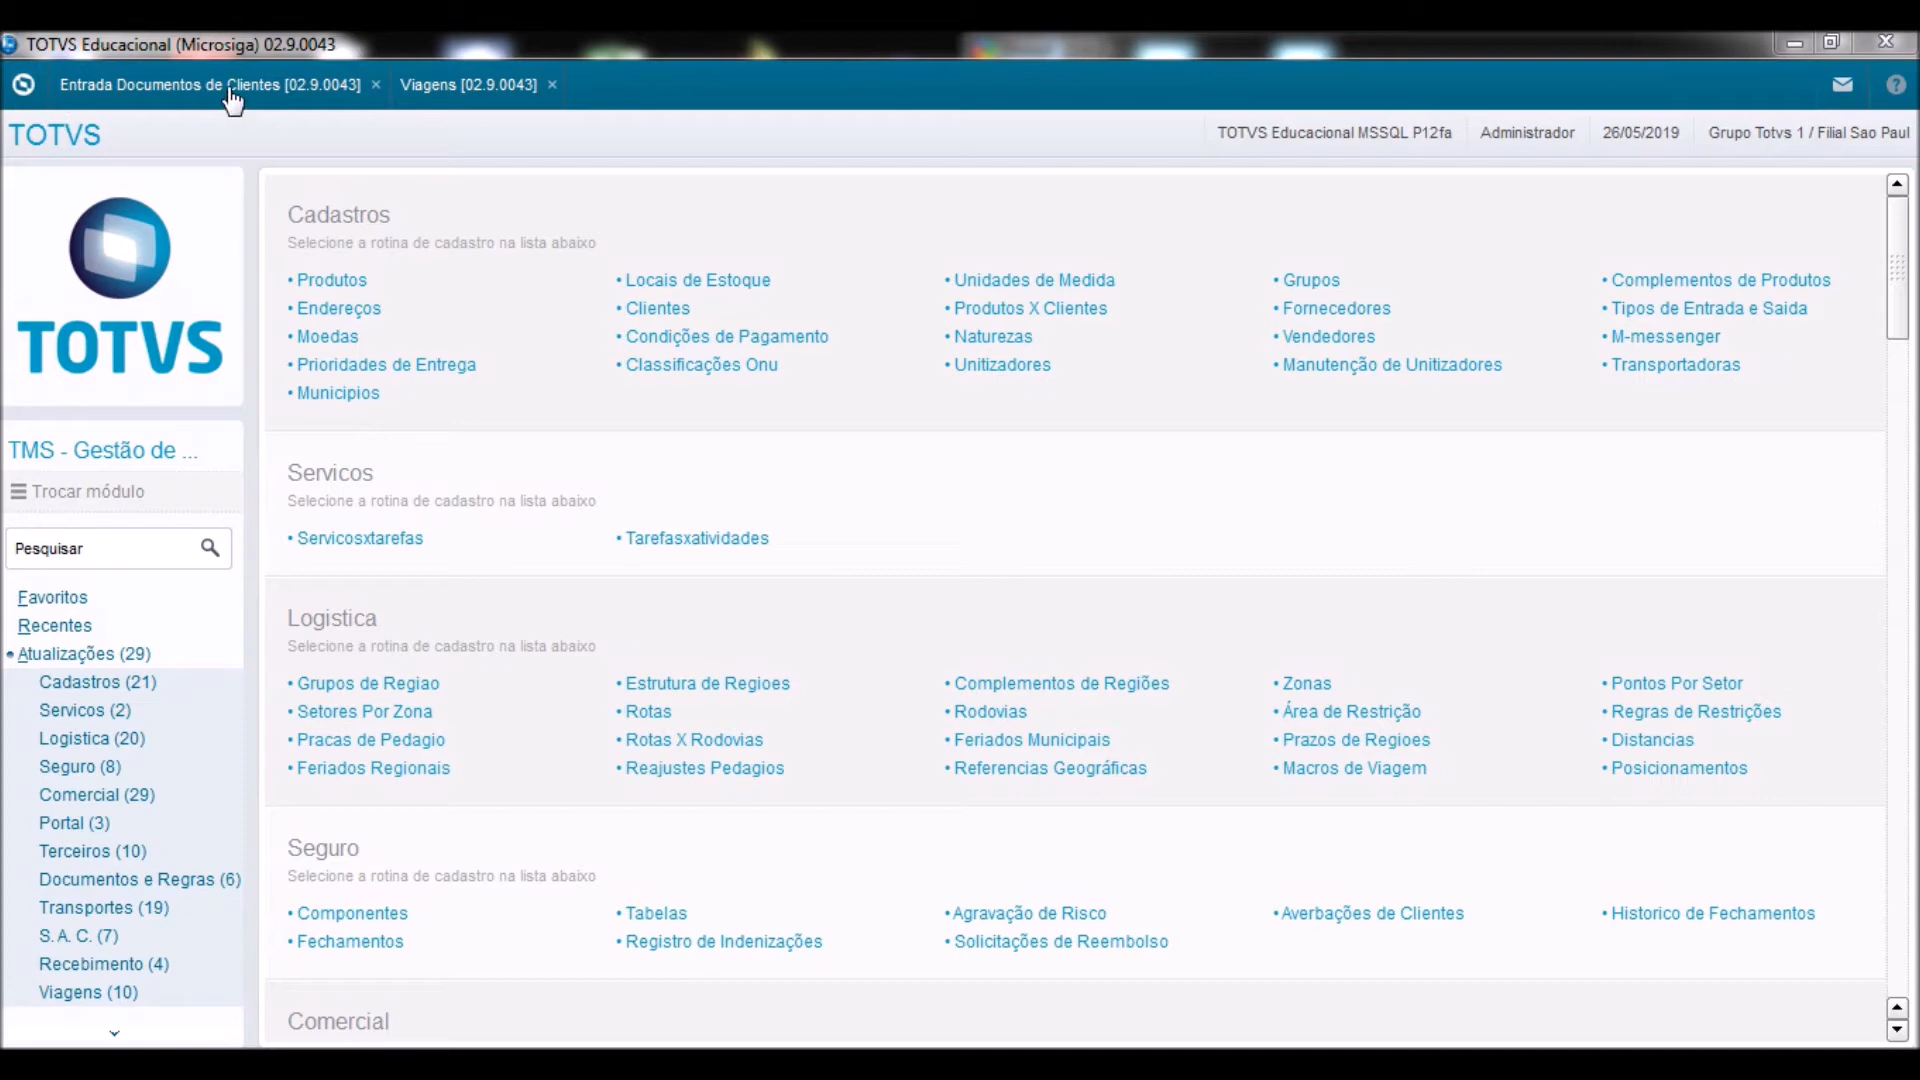 TOTVS Educacional (Microsiga) 02.9.0043
Entrada Documentos de Clientes [02.9.0043] × Viagens [02.9.0043] ×
TOTVS
TOTVS Educacional MSSQL P12fa Administrador 26/05/2019 Grupo Totvs 1 / Filial Sao Paul
TOTVS
TMS - Gestão de ...
Trocar módulo
Pesquisar
Favoritos
Recentes
• Atualizações (29)
Cadastros (21)
Servicos (2)
Logistica (20)
Seguro (8)
Comercial (29)
Portal (3)
Terceiros (10)
Documentos e Regras (6)
Transportes (19)
S. A. C. (7)
Recebimento (4)
Viagens (10)
Cadastros
Selecione a rotina de cadastro na lista abaixo
• Produtos • Locais de Estoque • Unidades de Medida • Grupos • Complementos de Produtos
• Endereços • Clientes • Produtos X Clientes • Fornecedores • Tipos de Entrada e Saida
• Moedas • Condições de Pagamento • Naturezas • Vendedores • M-messenger
• Prioridades de Entrega • Classificações Onu • Unitizadores • Manutenção de Unitizadores • Transportadoras
• Municipios
Servicos
Selecione a rotina de cadastro na lista abaixo
• Servicosxtarefas • Tarefasxatividades
Logistica
Selecione a rotina de cadastro na lista abaixo
• Grupos de Regiao • Estrutura de Regioes • Complementos de Regiões • Zonas • Pontos Por Setor
• Setores Por Zona • Rotas • Rodovias • Área de Restrição • Regras de Restrições
• Pracas de Pedagio • Rotas X Rodovias • Feriados Municipais • Prazos de Regioes • Distancias
• Feriados Regionais • Reajustes Pedagios • Referencias Geográficas • Macros de Viagem • Posicionamentos
Seguro
Selecione a rotina de cadastro na lista abaixo
• Componentes • Tabelas • Agravação de Risco • Averbações de Clientes • Historico de Fechamentos
• Fechamentos • Registro de Indenizações • Solicitações de Reembolso
Comercial